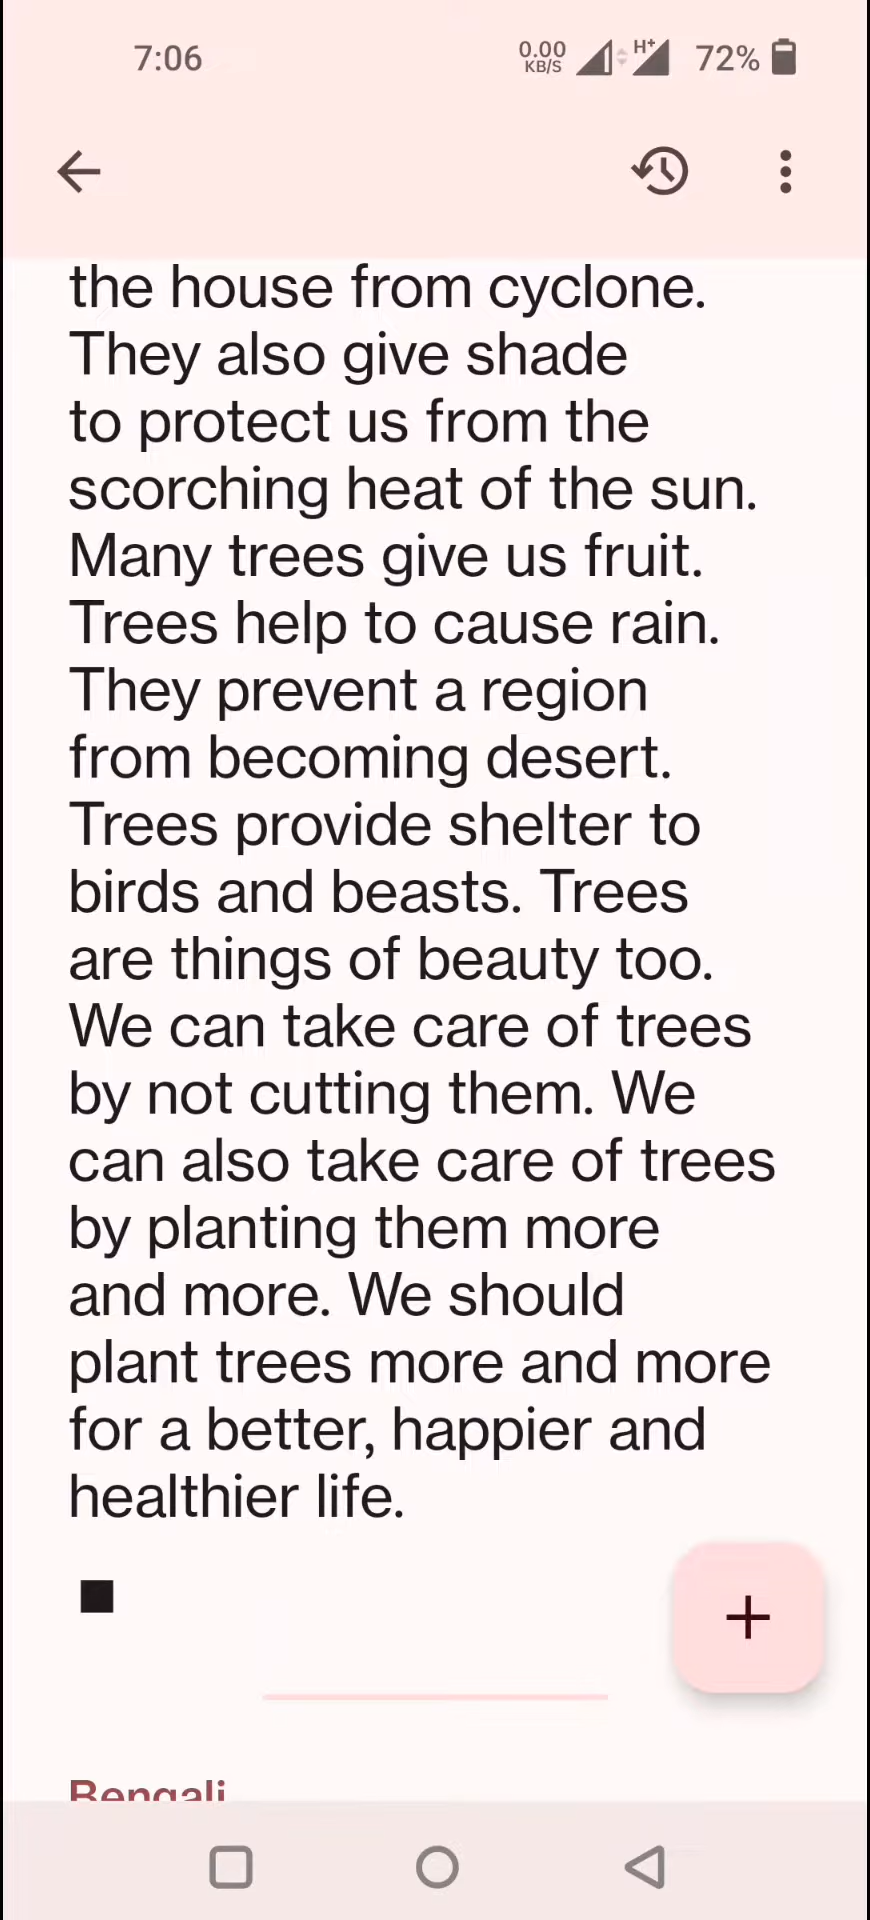 7:06
0.00
KB/S
H+
72%
the house from cyclone.
They also give shade
to protect us from the
scorching heat of the sun.
Many trees give us fruit.
Trees help to cause rain.
They prevent a region
from becoming desert.
Trees provide shelter to
birds and beasts. Trees
are things of beauty too.
We can take care of trees
by not cutting them. We
can also take care of trees
by planting them more
and more. We should
plant trees more and more
for a better, happier and
healthier life.
Bengali